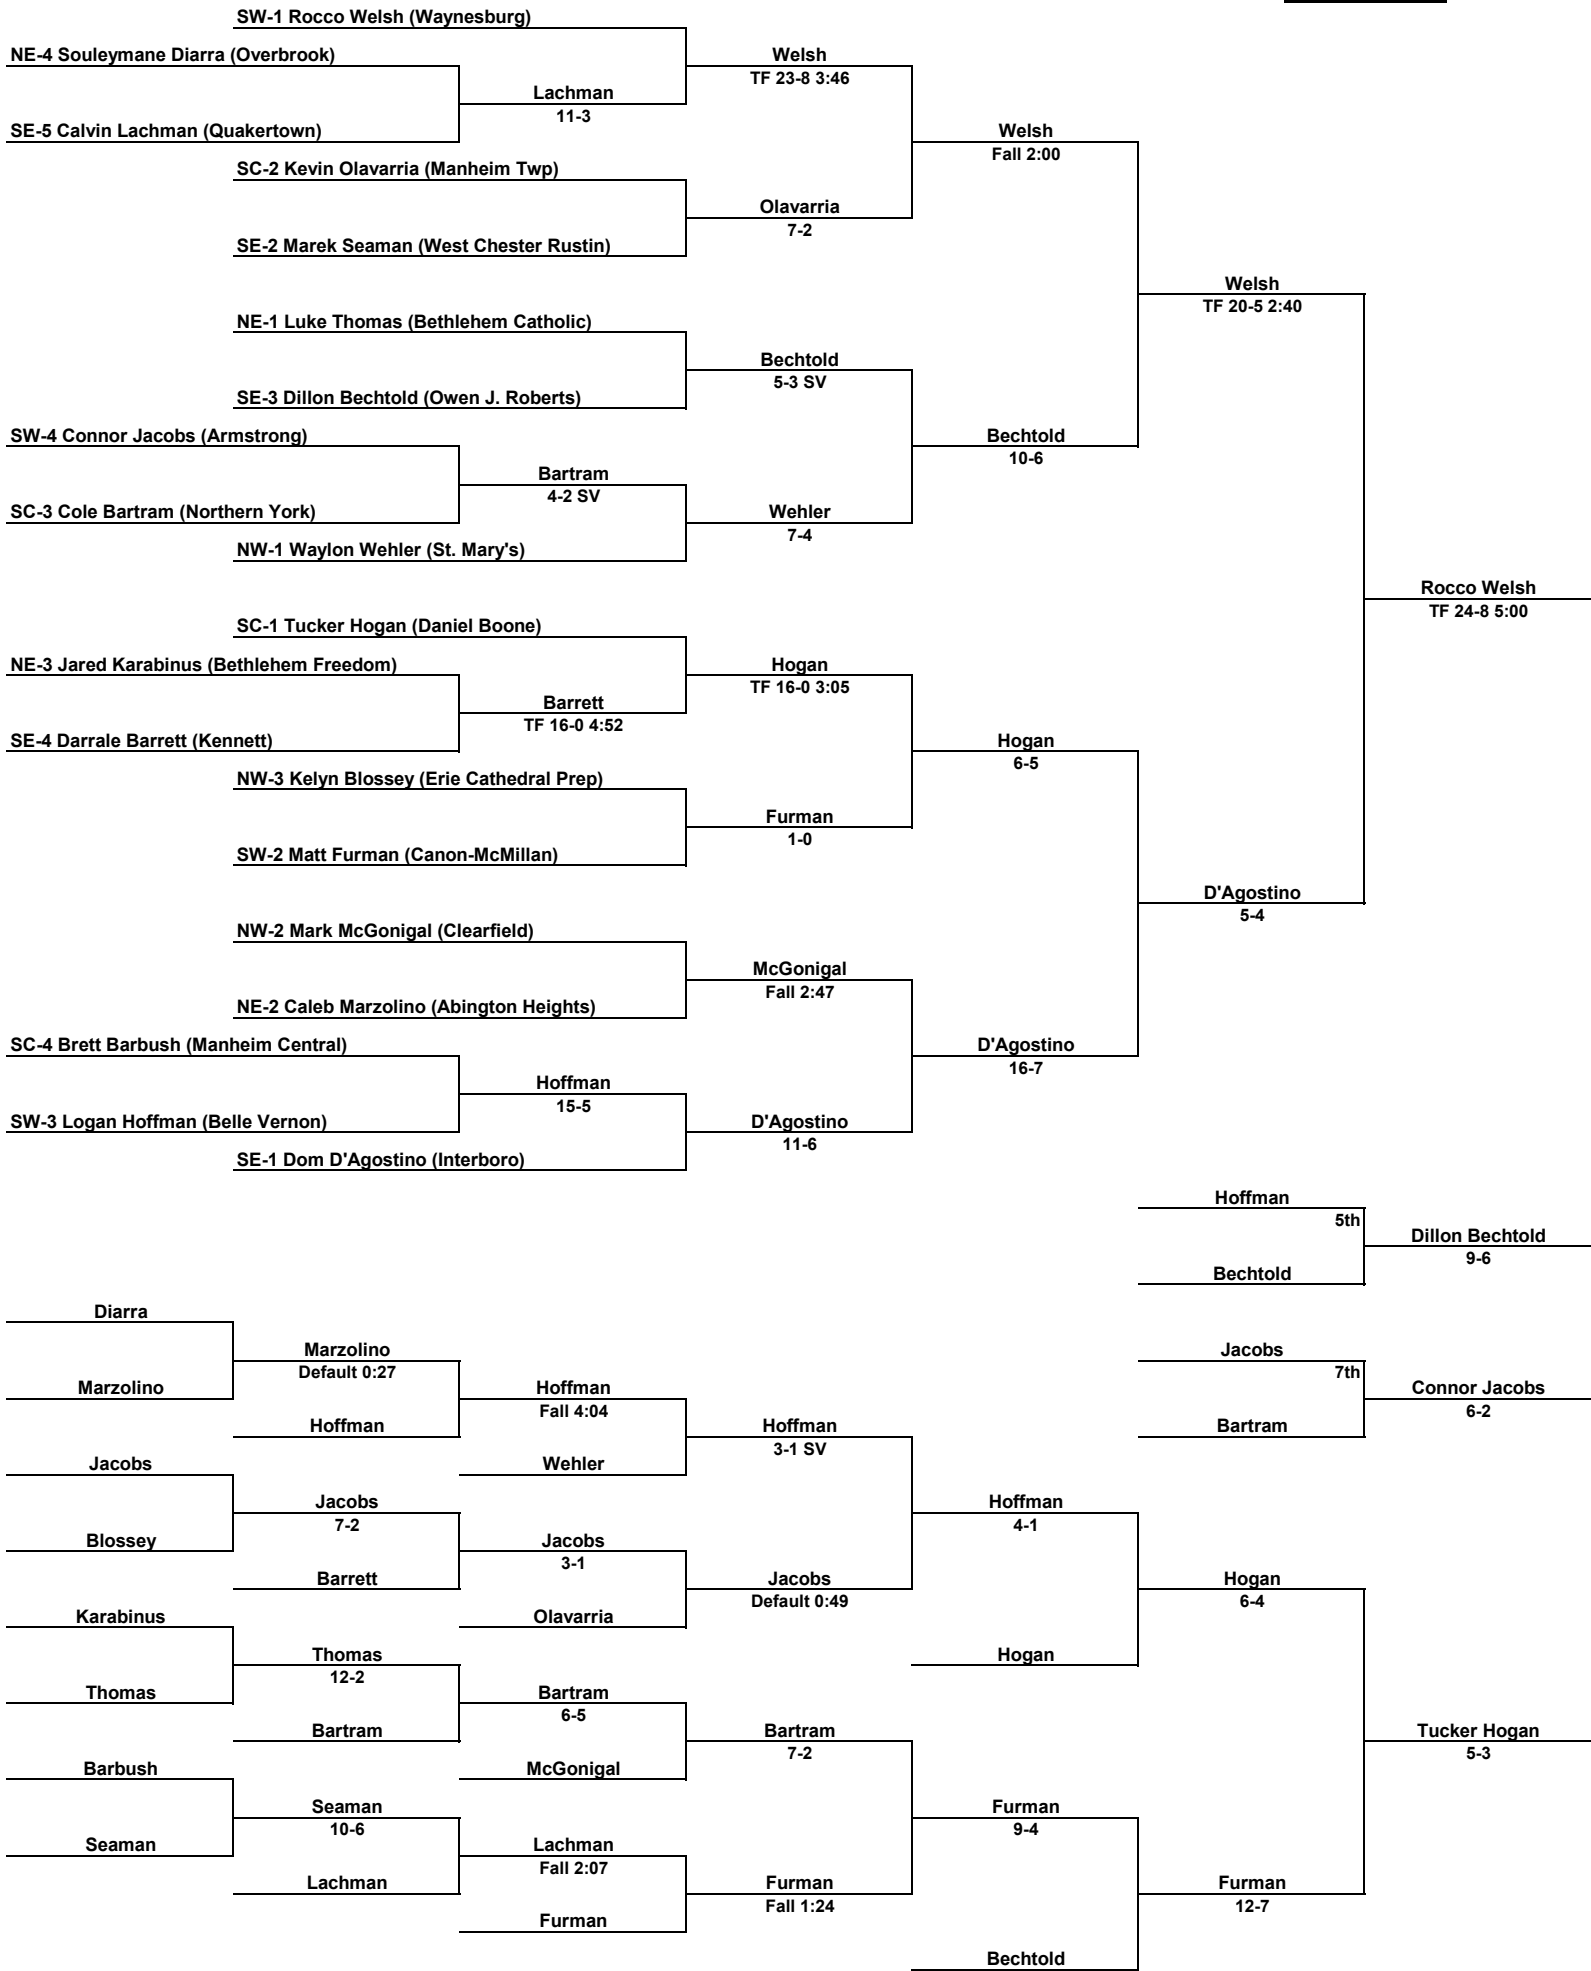 SW-1 Rocco Welsh (Waynesburg)
NE-4 Souleymane Diarra (Overbrook)
Welsh
TF 23-8 3:46
Lachman
11-3
SE-5 Calvin Lachman (Quakertown)
Welsh
Fall 2:00
SC-2 Kevin Olavarria (Manheim Twp)
Olavarria
7-2
SE-2 Marek Seaman (West Chester Rustin)
Welsh
TF 20-5 2:40
NE-1 Luke Thomas (Bethlehem Catholic)
Bechtold
5-3 SV
SE-3 Dillon Bechtold (Owen J. Roberts)
SW-4 Connor Jacobs (Armstrong)
Bechtold
10-6
Bartram
4-2 SV
SC-3 Cole Bartram (Northern York)
Wehler
7-4
NW-1 Waylon Wehler (St. Mary's)
Rocco Welsh
TF 24-8 5:00
SC-1 Tucker Hogan (Daniel Boone)
NE-3 Jared Karabinus (Bethlehem Freedom)
Hogan
TF 16-0 3:05
Barrett
TF 16-0 4:52
SE-4 Darrale Barrett (Kennett)
Hogan
6-5
NW-3 Kelyn Blossey (Erie Cathedral Prep)
Furman
1-0
SW-2 Matt Furman (Canon-McMillan)
D'Agostino
5-4
NW-2 Mark McGonigal (Clearfield)
McGonigal
Fall 2:47
NE-2 Caleb Marzolino (Abington Heights)
SC-4 Brett Barbush (Manheim Central)
D'Agostino
16-7
Hoffman
15-5
SW-3 Logan Hoffman (Belle Vernon)
D'Agostino
11-6
SE-1 Dom D'Agostino (Interboro)
Hoffman
5th
Dillon Bechtold
9-6
Bechtold
Diarra
Marzolino
Default 0:27
Jacobs
7th
Marzolino
Hoffman
Fall 4:04
Connor Jacobs
6-2
Hoffman
Hoffman
3-1 SV
Bartram
Jacobs
Wehler
Jacobs
7-2
Hoffman
4-1
Blossey
Jacobs
3-1
Barrett
Jacobs
Default 0:49
Hogan
6-4
Karabinus
Olavarria
Thomas
12-2
Hogan
Thomas
Bartram
6-5
Bartram
Bartram
7-2
Tucker Hogan
5-3
Barbush
McGonigal
Seaman
10-6
Furman
9-4
Seaman
Lachman
Fall 2:07
Lachman
Furman
Fall 1:24
Furman
12-7
Furman
Bechtold